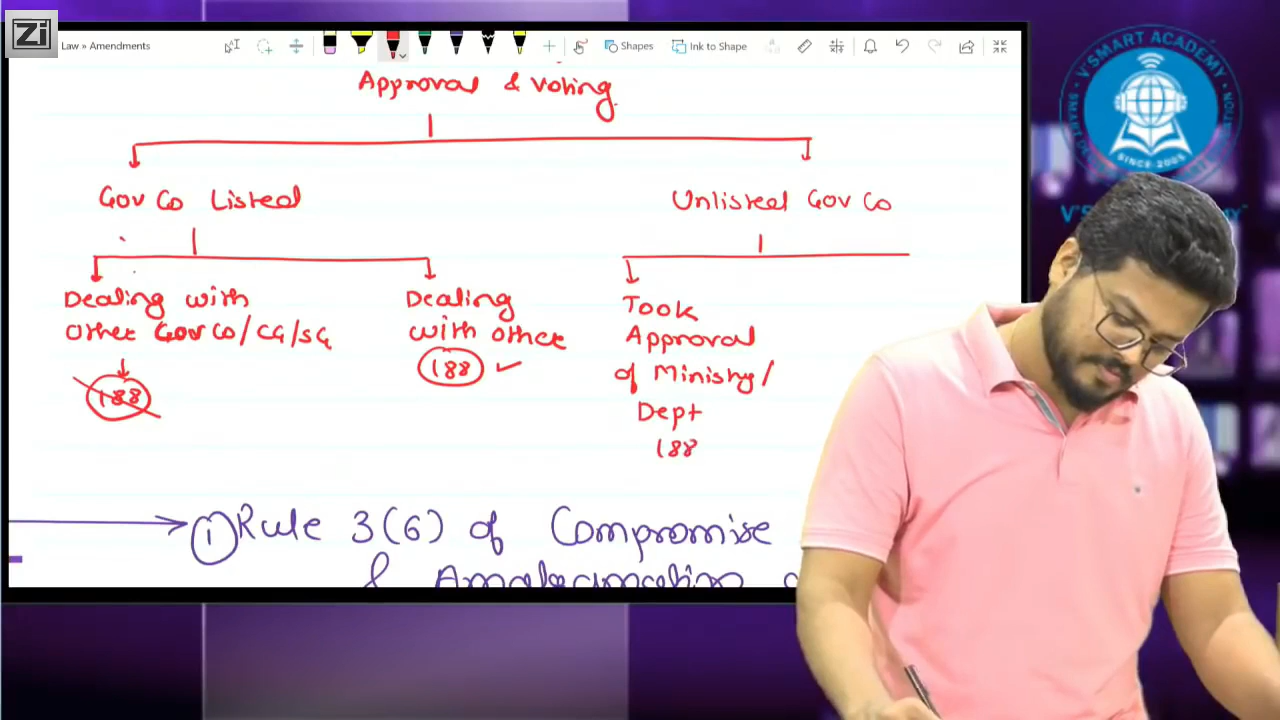 Zi
Law » Amendments
Shapes
Ink to Shape
V'SMART ACADEMY
SINCE-2005
Approval & Voting
Gov Co Listed
Unlisted Gov Co
Dealing with
other Gov Co/CG/SG
188
Dealing
with other
188
Took
Approval
of Ministry/
Dept
188
1 Rule 3(6) of Compromise
& Amalgamation